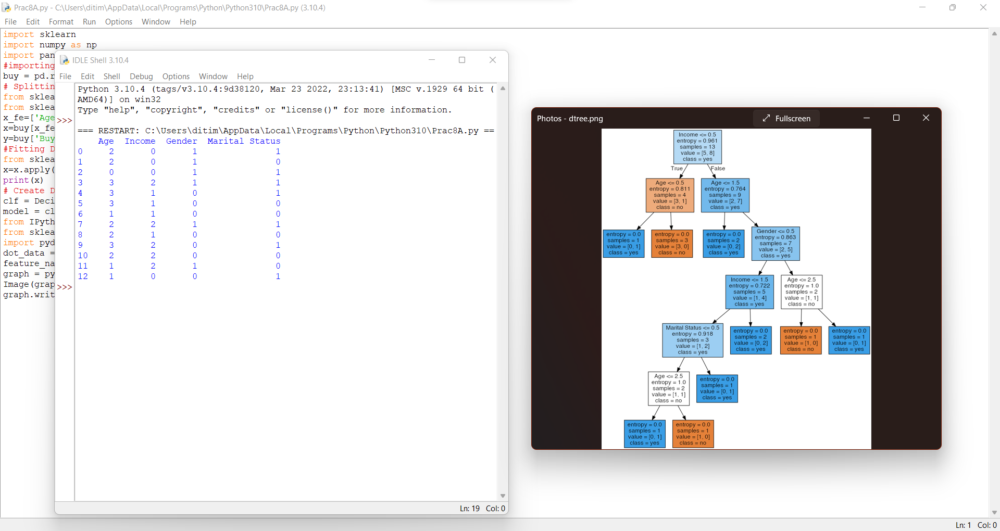 Prac8A.py - C:\Users\ditim\AppData\Local\Programs\Python\Python310\Prac8A.py (3.10.4)
File Edit Format Run Options Window Help
import sklearn
import numpy as np
import pan
#importing
buy = pd.r
# Splittin
from sklea
from sklea
x_fe=['Age
x=buy[x_fe
y=buy['Buy
#Fitting D
from sklea
x=x.apply(
print(x)
# Create D
clf = Deci
model = cl
from IPyth
from sklea
import pyd
dot_data =
feature_na
graph = py
Image(grap
graph.writ
IDLE Shell 3.10.4
File Edit Shell Debug Options Window Help
Python 3.10.4 (tags/v3.10.4:9d38120, Mar 23 2022, 23:13:41) [MSC v.1929 64 bit (
AMD64)] on win32
Type "help", "copyright", "credits" or "license()" for more information.
>>>
=== RESTART: C:\Users\ditim\AppData\Local\Programs\Python\Python310\Prac8A.py ==
Age Income Gender Marital Status
0 2 0 1 1
1 2 0 1 0
2 0 0 1 1
3 3 2 1 1
4 3 1 0 1
5 3 1 0 0
6 1 1 0 0
7 2 2 1 1
8 2 1 0 0
9 3 2 0 1
10 2 2 0 0
11 1 2 1 0
12 1 0 0 1
>>>
Ln: 19 Col: 0
Photos - dtree.png
Fullscreen
Income <= 0.5
entropy = 0.961
samples = 13
value = [5, 8]
class = yes
True
False
Age <= 0.5
entropy = 0.811
samples = 4
value = [3, 1]
class = no
Age <= 1.5
entropy = 0.764
samples = 9
value = [2, 7]
class = yes
entropy = 0.0
samples = 1
value = [0, 1]
class = yes
entropy = 0.0
samples = 3
value = [3, 0]
class = no
entropy = 0.0
samples = 2
value = [0, 2]
class = yes
Gender <= 0.5
entropy = 0.863
samples = 7
value = [2, 5]
class = yes
Income <= 1.5
entropy = 0.722
samples = 5
value = [1, 4]
class = yes
Age <= 2.5
entropy = 1.0
samples = 2
value = [1, 1]
class = no
Marital Status <= 0.5
entropy = 0.918
samples = 3
value = [1, 2]
class = yes
entropy = 0.0
samples = 2
value = [0, 2]
class = yes
entropy = 0.0
samples = 1
value = [1, 0]
class = no
entropy = 0.0
samples = 1
value = [0, 1]
class = yes
Age <= 2.5
entropy = 1.0
samples = 2
value = [1, 1]
class = no
entropy = 0.0
samples = 1
value = [0, 1]
class = yes
entropy = 0.0
samples = 1
value = [0, 1]
class = yes
entropy = 0.0
samples = 1
value = [1, 0]
class = no
Ln: 1 Col: 0